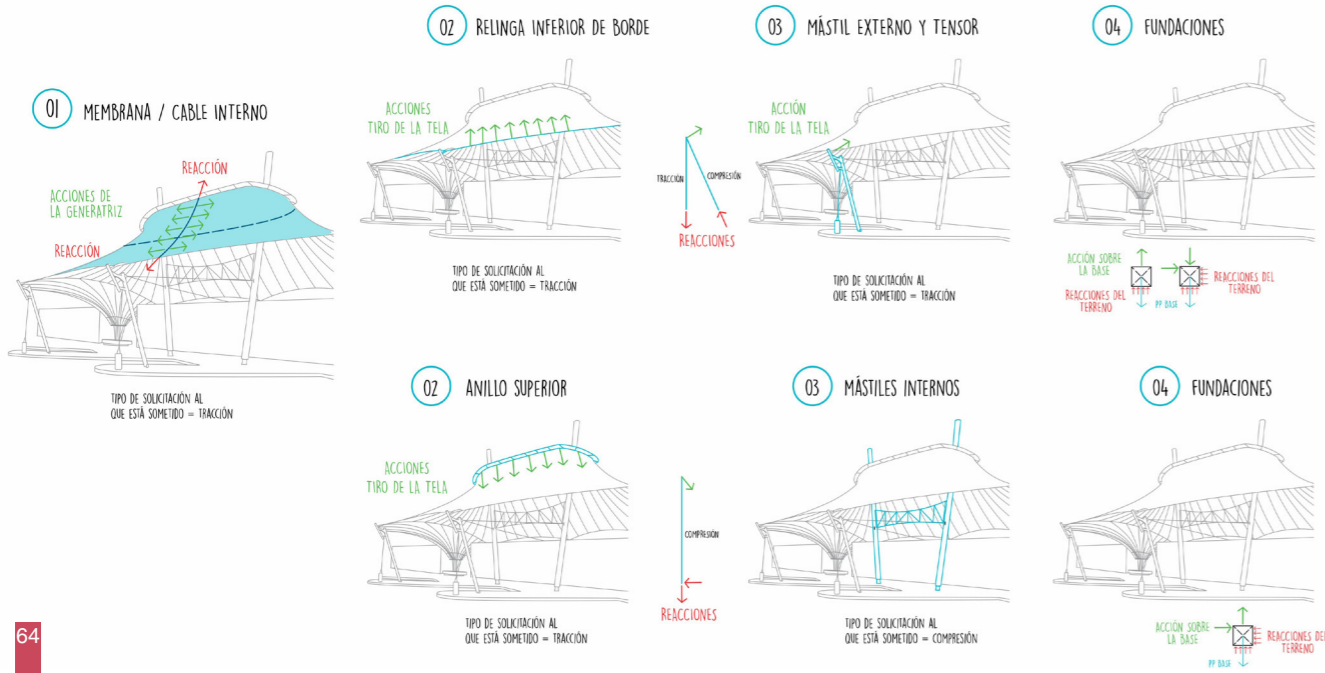 01 MEMBRANA / CABLE INTERNO
REACCIÓN
ACCIONES DE
LA GENERATRIZ
REACCIÓN
TIPO DE SOLICITACIÓN AL
QUE ESTÁ SOMETIDO = TRACCIÓN
02 RELINGA INFERIOR DE BORDE
ACCIONES
TIRO DE LA TELA
TIPO DE SOLICITACIÓN AL
QUE ESTÁ SOMETIDO = TRACCIÓN
03 MÁSTIL EXTERNO Y TENSOR
ACCIÓN
TIRO DE LA TELA
TRACCIÓN
COMPRESIÓN
REACCIONES
TIPO DE SOLICITACIÓN AL
QUE ESTÁ SOMETIDO = TRACCIÓN
04 FUNDACIONES
ACCIÓN SOBRE
LA BASE
REACCIONES DEL
TERRENO
PP BASE
REACCIONES DEL
TERRENO
02 ANILLO SUPERIOR
ACCIONES
TIRO DE LA TELA
TIPO DE SOLICITACIÓN AL
QUE ESTÁ SOMETIDO = TRACCIÓN
03 MÁSTILES INTERNOS
COMPRESIÓN
REACCIONES
TIPO DE SOLICITACIÓN AL
QUE ESTÁ SOMETIDO = COMPRESIÓN
04 FUNDACIONES
ACCIÓN SOBRE
LA BASE
REACCIONES DEL
TERRENO
PP BASE
64